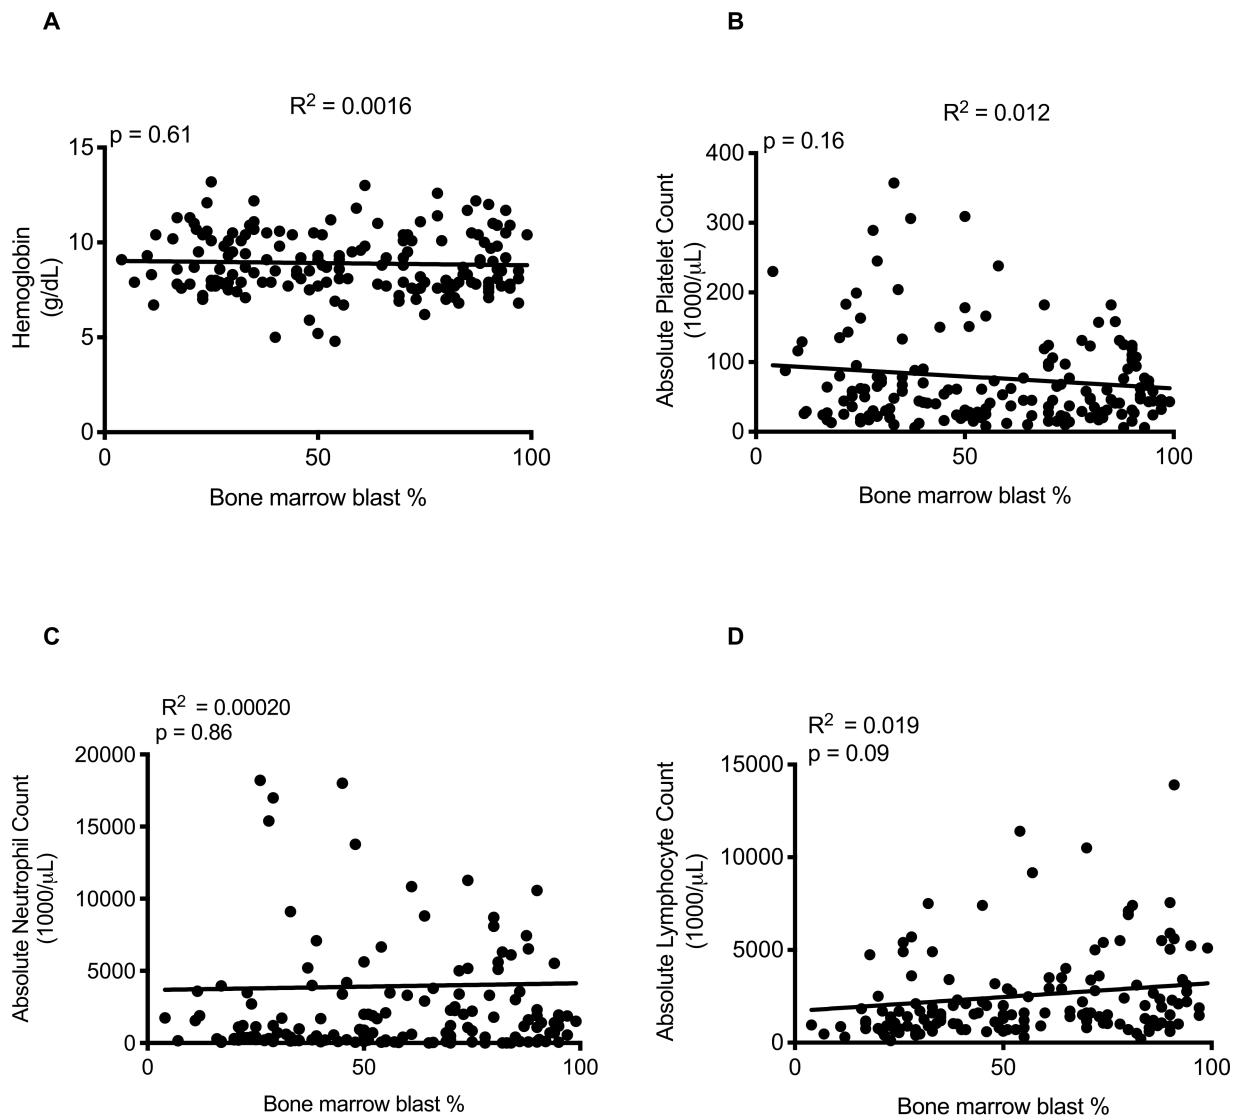 A
R² = 0.0016
p = 0.61
15
10
5
0
0
50
100
Hemoglobin
(g/dL)
Bone marrow blast %
B
R² = 0.012
p = 0.16
400
300
200
100
0
0
50
100
Absolute Platelet Count
(1000/μL)
Bone marrow blast %
C
R² = 0.00020
p = 0.86
20000
15000
10000
5000
0
0
50
100
Absolute Neutrophil Count
(1000/μL)
Bone marrow blast %
D
R² = 0.019
p = 0.09
15000
10000
5000
0
0
50
100
Absolute Lymphocyte Count
(1000/μL)
Bone marrow blast %